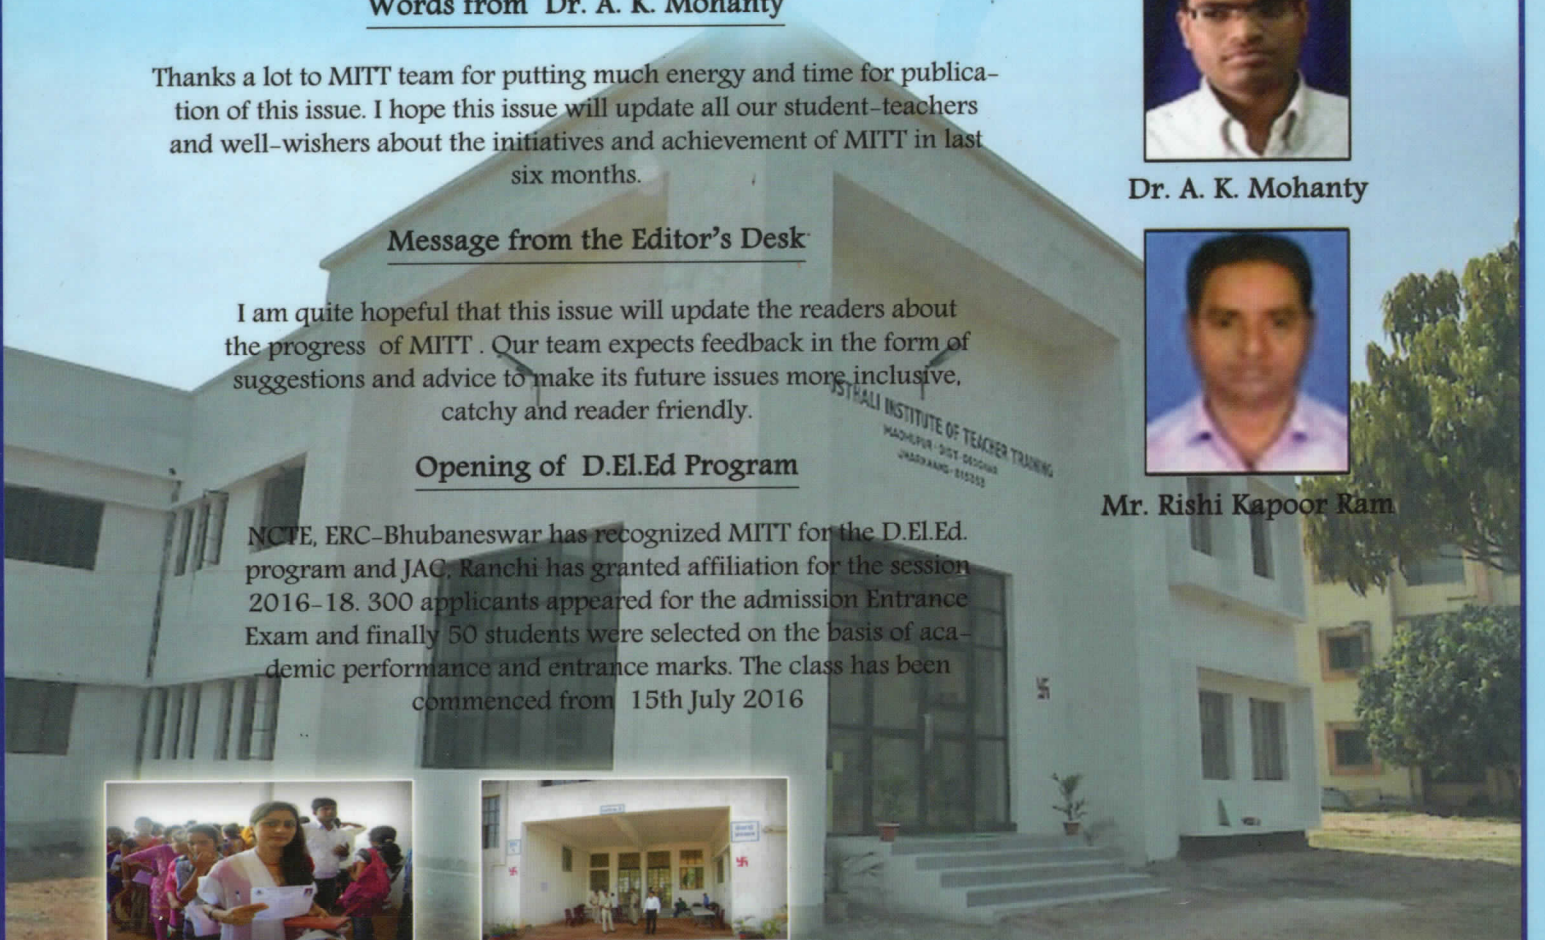 Words from Dr. A. K. Mohanty
Thanks a lot to MITT team for putting much energy and time for publica-
tion of this issue. I hope this issue will update all our student-teachers
and well-wishers about the initiatives and achievement of MITT in last
six months.
Dr. A. K. Mohanty
Message from the Editor's Desk
I am quite hopeful that this issue will update the readers about
the progress of MITT . Our team expects feedback in the form of
suggestions and advice to make its future issues more inclusive,
catchy and reader friendly.
Mr. Rishi Kapoor Ram
STHALI INSTITUTE OF TEACHER TRAINING
MADHUPUR - DIST - DEOGHAR
JHARKHAND - 815353
Opening of D.El.Ed Program
NCTE, ERC-Bhubaneswar has recognized MITT for the D.El.Ed.
program and JAC, Ranchi has granted affiliation for the session
2016-18. 300 applicants appeared for the admission Entrance
Exam and finally 50 students were selected on the basis of aca-
demic performance and entrance marks. The class has been
commenced from 15th July 2016